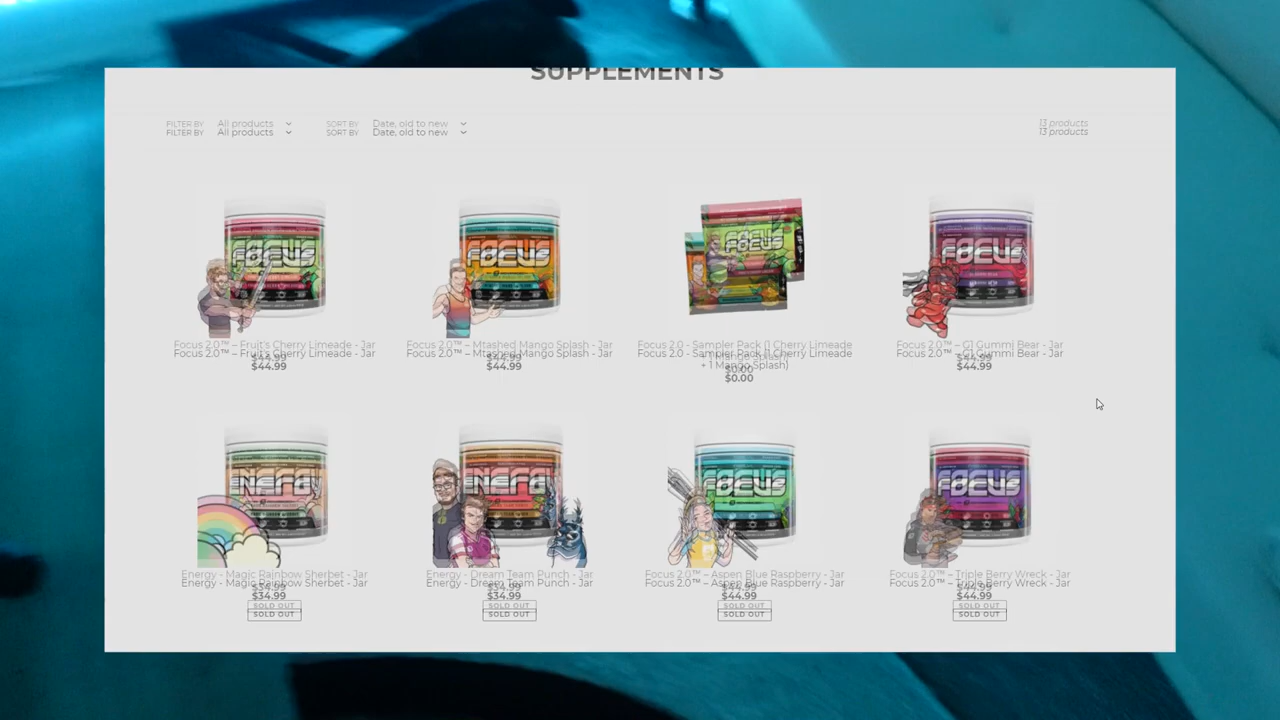 SUPPLEMENTS
FILTER BY All products SORT BY Date, old to new 13 products
FOCUS FOCUS FOCUS FOCUS
Focus 2.0™ – Fruit's Cherry Limeade - Jar
$44.99
Focus 2.0™ – Mtashed Mango Splash - Jar
$44.99
Focus 2.0 - Sampler Pack (1 Cherry Limeade
+ 1 Mango Splash)
$0.00
Focus 2.0™ – G1 Gummi Bear - Jar
$44.99
ENERGY ENERGY FOCUS FOCUS
Energy - Magic Rainbow Sherbet - Jar
$34.99
SOLD OUT
Energy - Dream Team Punch - Jar
$34.99
SOLD OUT
Focus 2.0™ – Aspen Blue Raspberry - Jar
$44.99
SOLD OUT
Focus 2.0™ – Triple Berry Wreck - Jar
$44.99
SOLD OUT